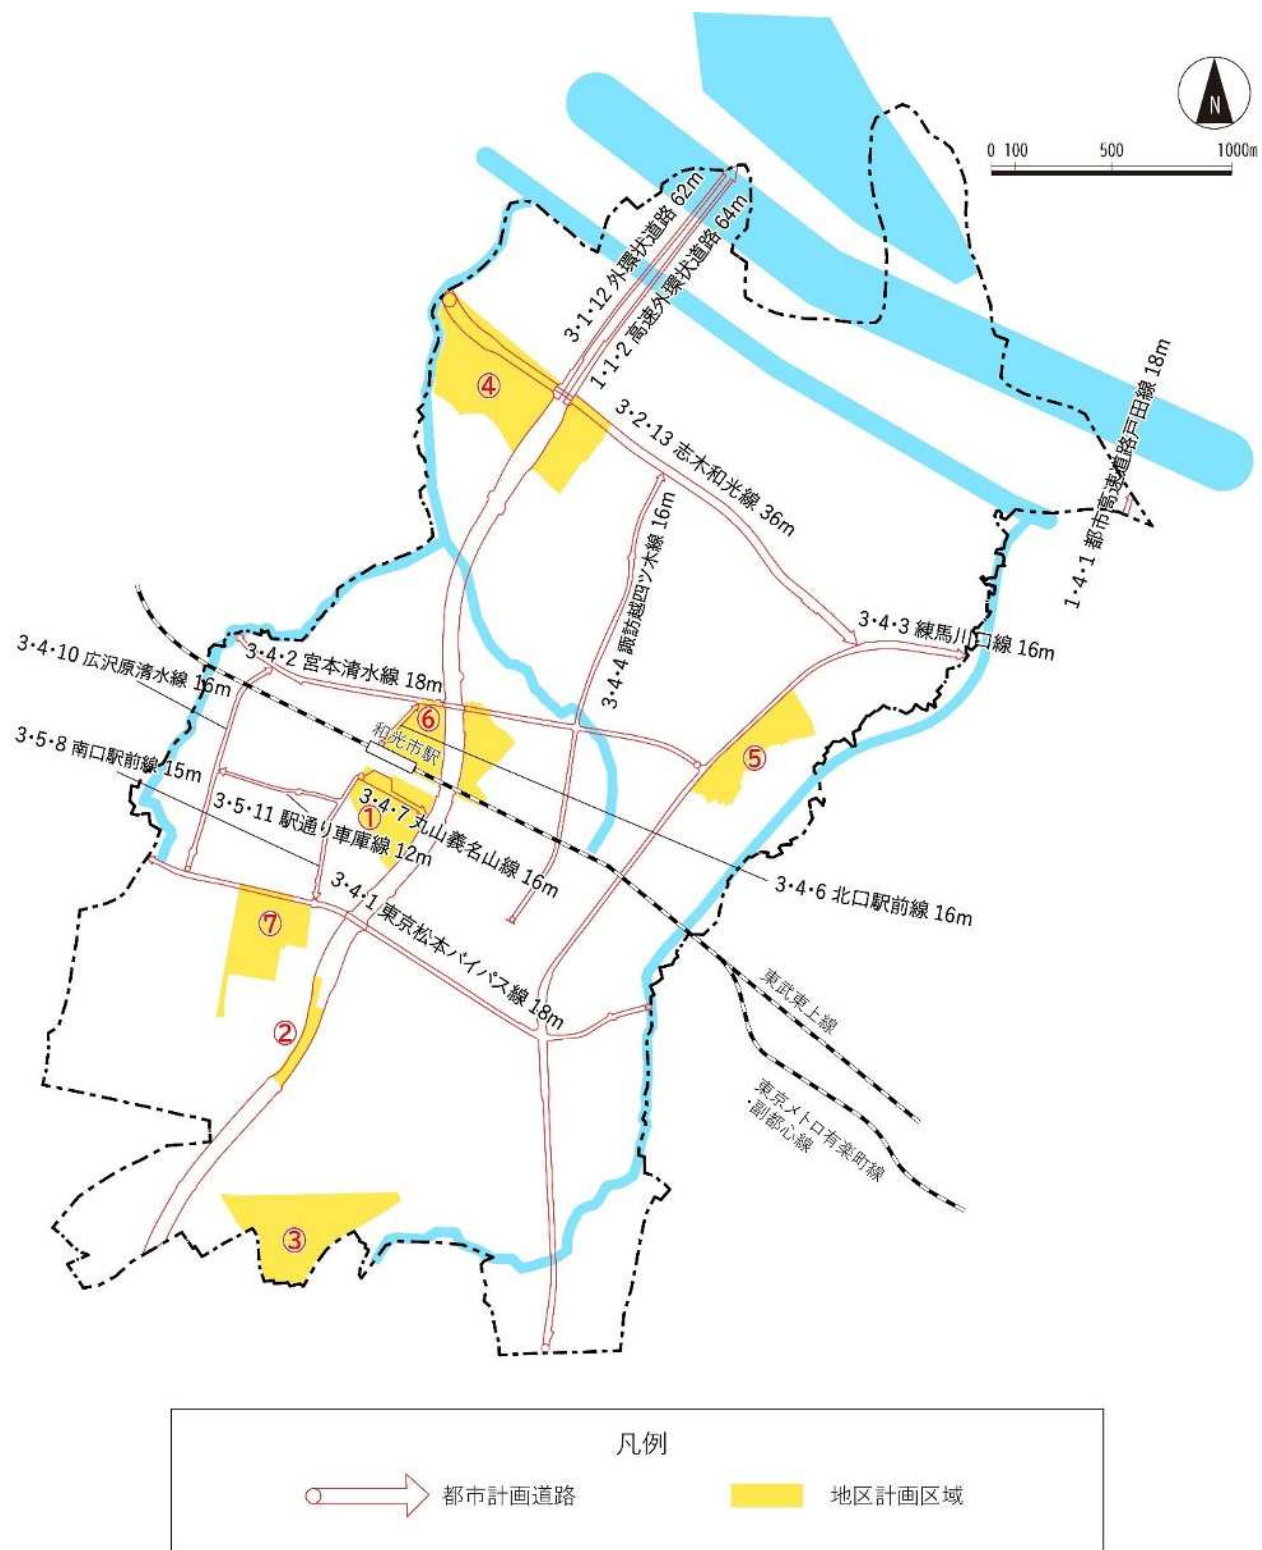 N
0 100 500 1000m
3・1・12 外環状道路 62m
1・1・2 高速外環状道路 64m
④
3・2・13 志木和光線 36m
1・4・1 都市高速道路戸田線 18m
3・4・4 諏訪越四ツ木線 16m
3・4・3 練馬川口線 16m
3・4・10 広沢原清水線 16m
3・4・2 宮本清水線 18m
⑥
和光市駅
⑤
3・5・8 南口駅前線 15m
3・5・11 駅通り車庫線 12m
①
3・4・7 丸山義名山線 16m
3・4・6 北口駅前線 16m
3・4・1 東京松本バイパス線 18m
⑦
東武東上線
②
東京メトロ有楽町線
・副都心線
③
凡例
都市計画道路
地区計画区域